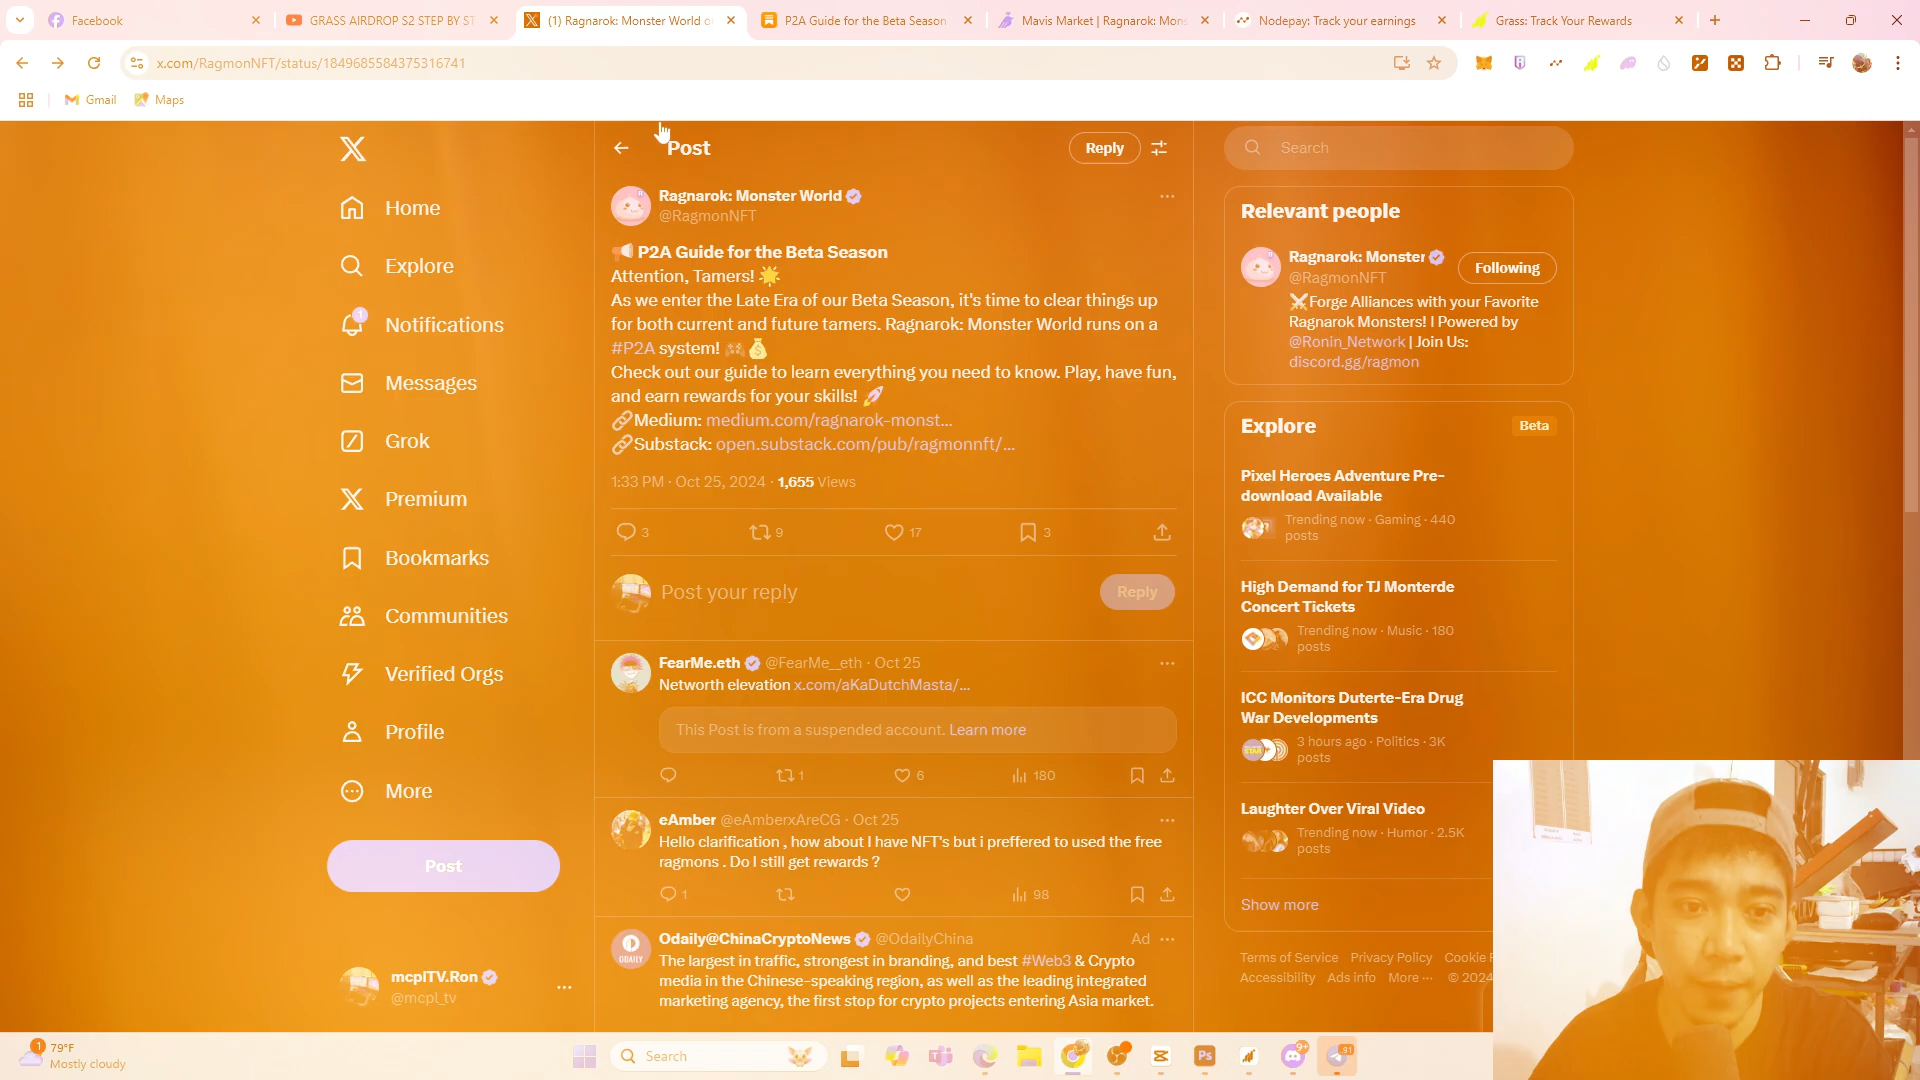 Facebook
GRASS AIRDROP S2 STEP BY ST
(1) Ragnarok: Monster World o
P2A Guide for the Beta Season
Mavis Market | Ragnarok: Mons
Nodepay: Track your earnings
Grass: Track Your Rewards
x.com/RagmonNFT/status/1849685584375316741
Gmail
Maps
Home
Explore
1
Notifications
Messages
Grok
Premium
Bookmarks
Communities
Verified Orgs
Profile
More
Post
mcplTV.Ron
@mcpl_tv
Post
Reply
Ragnarok: Monster World
@RagmonNFT
P2A Guide for the Beta Season
Attention, Tamers!
As we enter the Late Era of our Beta Season, it's time to clear things up
for both current and future tamers. Ragnarok: Monster World runs on a
#P2A system!
Check out our guide to learn everything you need to know. Play, have fun,
and earn rewards for your skills!
Medium: medium.com/ragnarok-monst...
Substack: open.substack.com/pub/ragmonnft/...
1:33 PM · Oct 25, 2024 · 1,655 Views
3 9 17 3
Post your reply
Reply
FearMe.eth @FearMe__eth · Oct 25
Networth elevation x.com/aKaDutchMasta/...
This Post is from a suspended account. Learn more
1 6 180
eAmber @eAmberxAreCG · Oct 25
Hello clarification , how about I have NFT's but i preffered to used the free
ragmons . Do I still get rewards ?
1 98
ODAILY
Odaily@ChinaCryptoNews @OdailyChina Ad
The largest in traffic, strongest in branding, and best #Web3 & Crypto
media in the Chinese-speaking region, as well as the leading integrated
marketing agency, the first stop for crypto projects entering Asia market.
Search
Relevant people
Ragnarok: Monster
@RagmonNFT
Following
Forge Alliances with your Favorite
Ragnarok Monsters! I Powered by
@Ronin_Network | Join Us:
discord.gg/ragmon
Explore
Beta
Pixel Heroes Adventure Pre-
download Available
Trending now · Gaming · 440
posts
High Demand for TJ Monterde
Concert Tickets
Trending now · Music · 180
posts
ICC Monitors Duterte-Era Drug
War Developments
3 hours ago · Politics · 3K
posts
Laughter Over Viral Video
Trending now · Humor · 2.5K
posts
Show more
Terms of Service Privacy Policy Cookie
Accessibility Ads info More ··· © 2024
1
79°F
Mostly cloudy
Search
Ps
9+
91